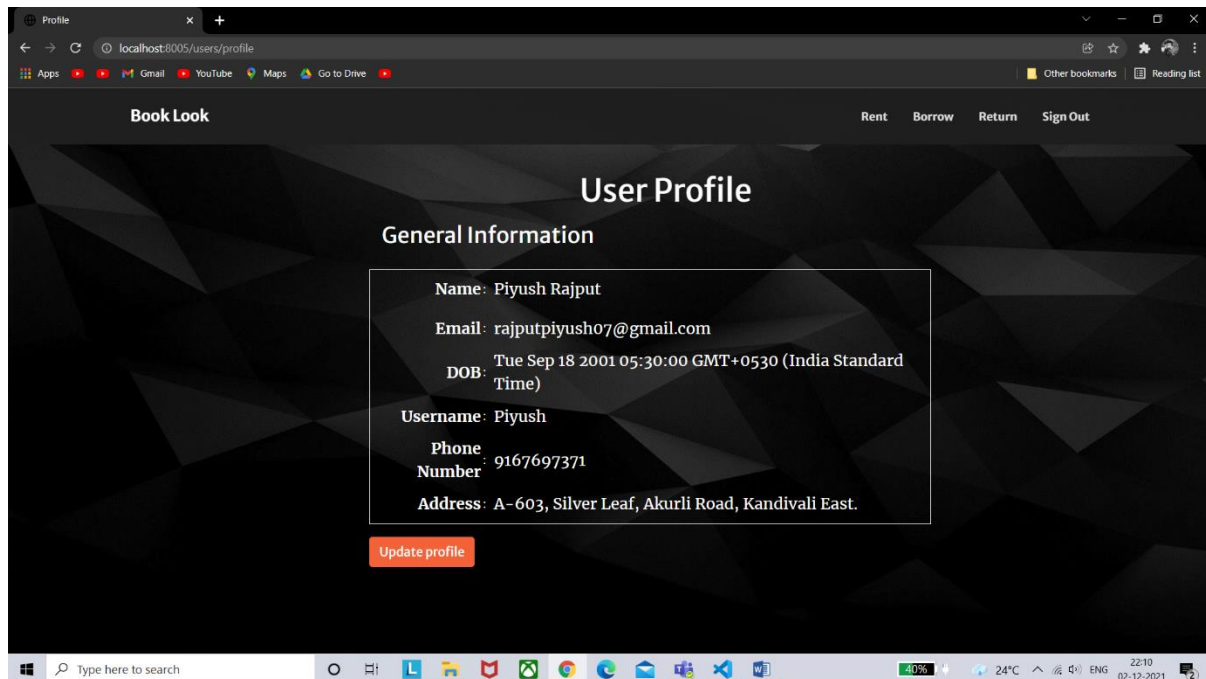 Profile
localhost:8005/users/profile
Apps Gmail YouTube Maps Go to Drive Other bookmarks Reading list
Book Look Rent Borrow Return Sign Out
User Profile
General Information
Name: Piyush Rajput
Email: rajputpiyush07@gmail.com
DOB: Tue Sep 18 2001 05:30:00 GMT+0530 (India Standard
Time)
Username: Piyush
Phone
Number : 9167697371
Address: A-603, Silver Leaf, Akurli Road, Kandivali East.
Update profile
Type here to search L W 40% 24°C ENG 22:10
02-12-2021 2